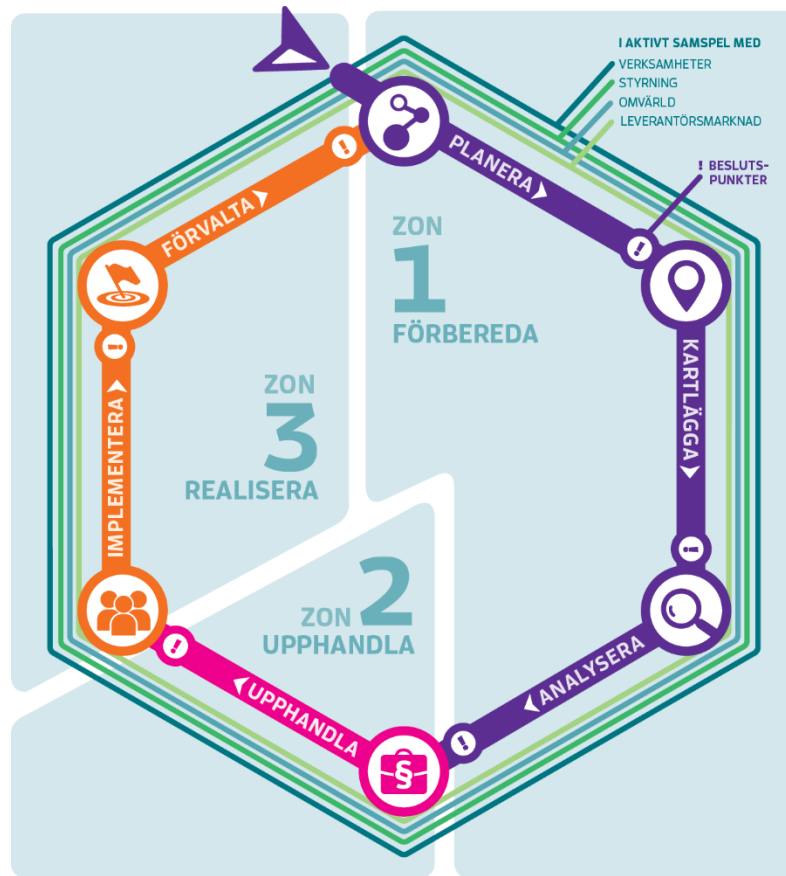 I AKTIVT SAMSPEL MED
VERKSAMHETER
STYRNING
OMVÄRLD
LEVERANTÖRSMARKNAD
! BESLUTS-
PUNKTER
PLANERA
!
KARTLÄGGA
!
ANALYSERA
!
§
UPPHANDLA
!
IMPLEMENTERA
!
FÖRVALTA
!
ZON
1
FÖRBEREDA
ZON
3
REALISERA
ZON 2
UPPHANDLA